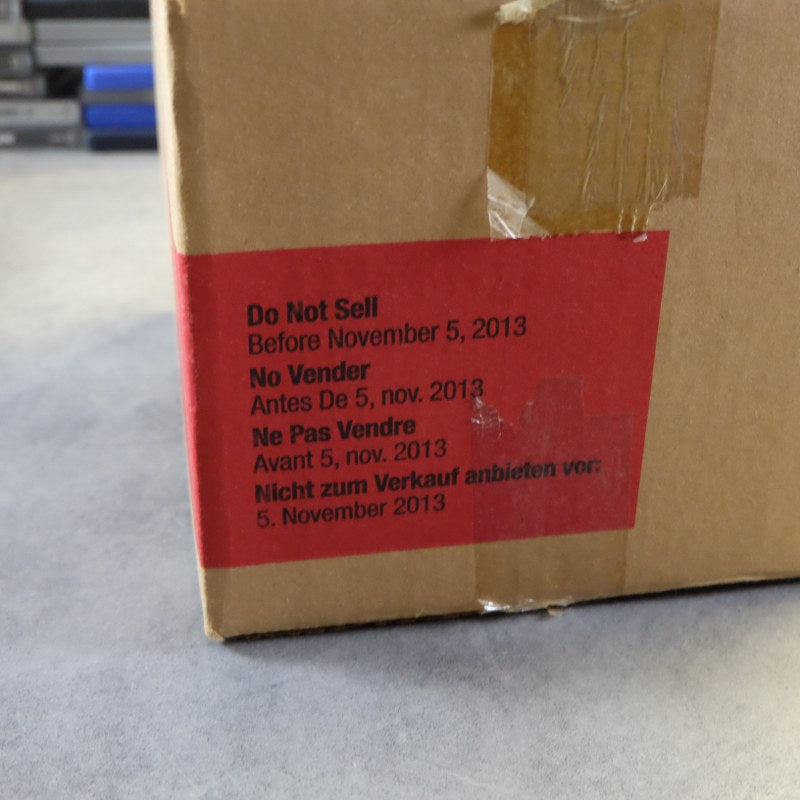 Do Not Sell
Before November 5, 2013
No Vender
Antes De 5, nov. 2013
Ne Pas Vendre
Avant 5, nov. 2013
Nicht zum Verkauf anbieten vor:
5. November 2013